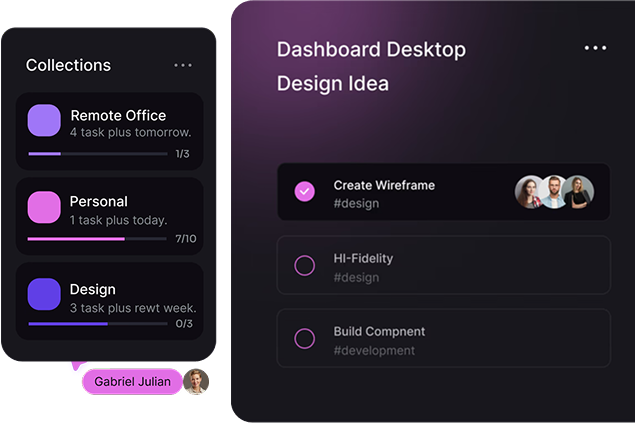 Collections
Remote Office
4 task plus tomorrow.
1/3
Personal
1 task plus today.
7/10
Design
3 task plus rewt week.
0/3
Gabriel Julian
Dashboard Desktop
Design Idea
Create Wireframe
#design
HI-Fidelity
#design
Build Compnent
#development